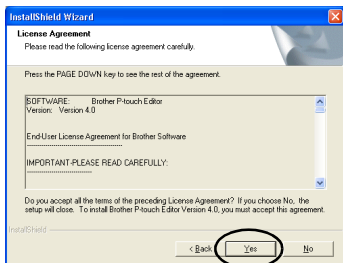 InstallShield Wizard
License Agreement
Please read the following license agreement carefully.
Press the PAGE DOWN key to see the rest of the agreement.
SOFTWARE: Brother P-touch Editor
Version: Version 4.0
End-User License Agreement for Brother Software
----------------------------------------
IMPORTANT-PLEASE READ CAREFULLY:
----------------------------
Do you accept all the terms of the preceding License Agreement? If you choose No, the
setup will close. To install Brother P-touch Editor Version 4.0, you must accept this agreement.
InstallShield
< Back Yes No